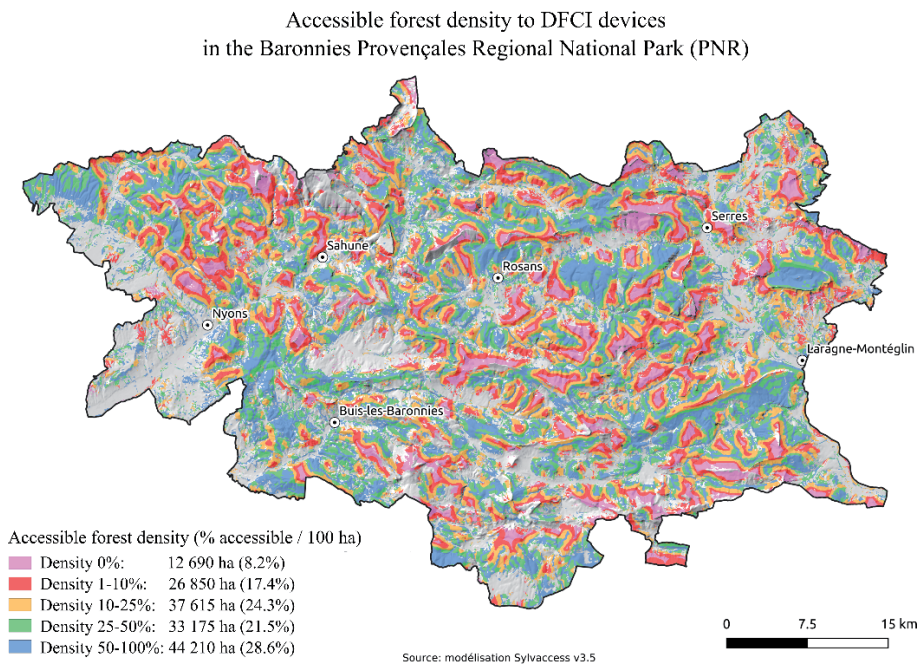 Accessible forest density to DFCI devices
in the Baronnies Provençales Regional National Park (PNR)
Serres
Sahune
Rosans
Nyons
Laragne-Montéglin
Buis-les-Baronnies
Accessible forest density (% accessible / 100 ha)
Density 0%: 12 690 ha (8.2%)
Density 1-10%: 26 850 ha (17.4%)
Density 10-25%: 37 615 ha (24.3%)
Density 25-50%: 33 175 ha (21.5%)
Density 50-100%: 44 210 ha (28.6%)
0 7.5 15 km
Source: modélisation Sylvaccess v3.5